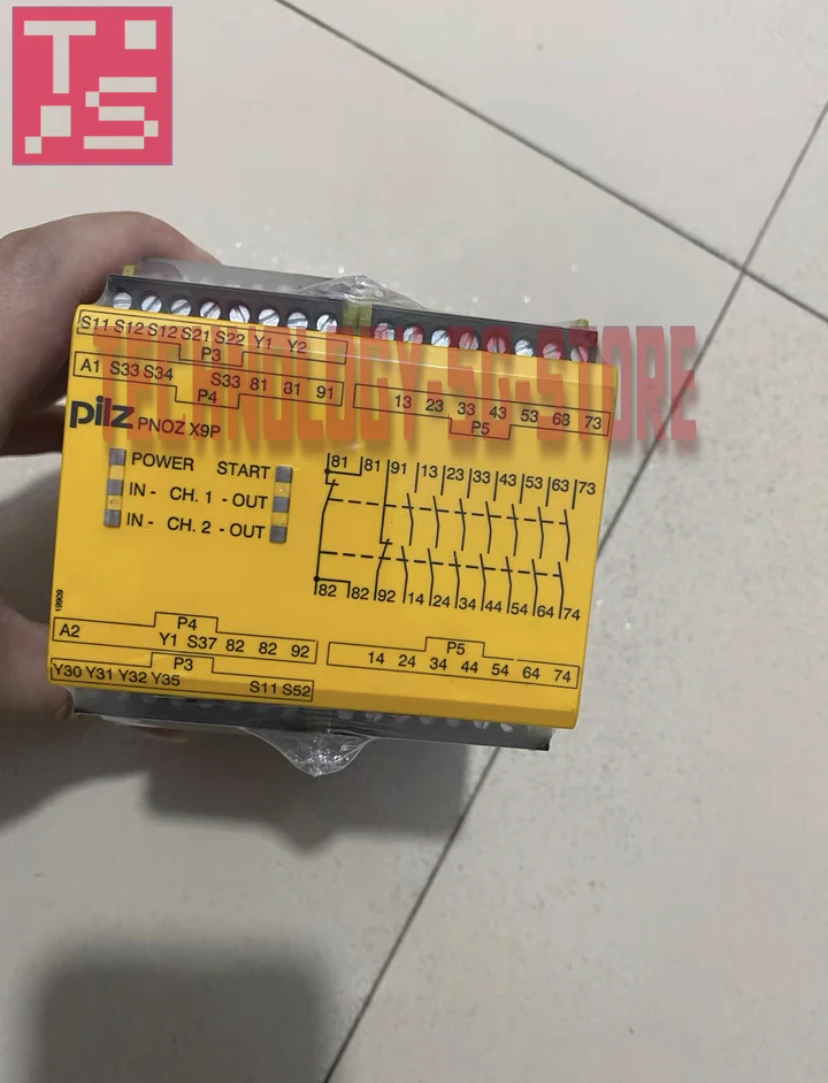 T:S
TECHNOLOGY.SG.STORE
S11 S12 S12 S21 S22 Y1 Y2
P3
A1 S33 S34 S33 81 81 91
P4
13 23 33 43 53 63 73
P5
pilz PNOZ X9P
POWER START
IN - CH. 1 - OUT
IN - CH. 2 - OUT
81 81 91 13 23 33 43 53 63 73
82 82 92 14 24 34 44 54 64 74
19909
P4
A2 Y1 S37 82 82 92
P3
Y30 Y31 Y32 Y35 S11 S52
P5
14 24 34 44 54 64 74